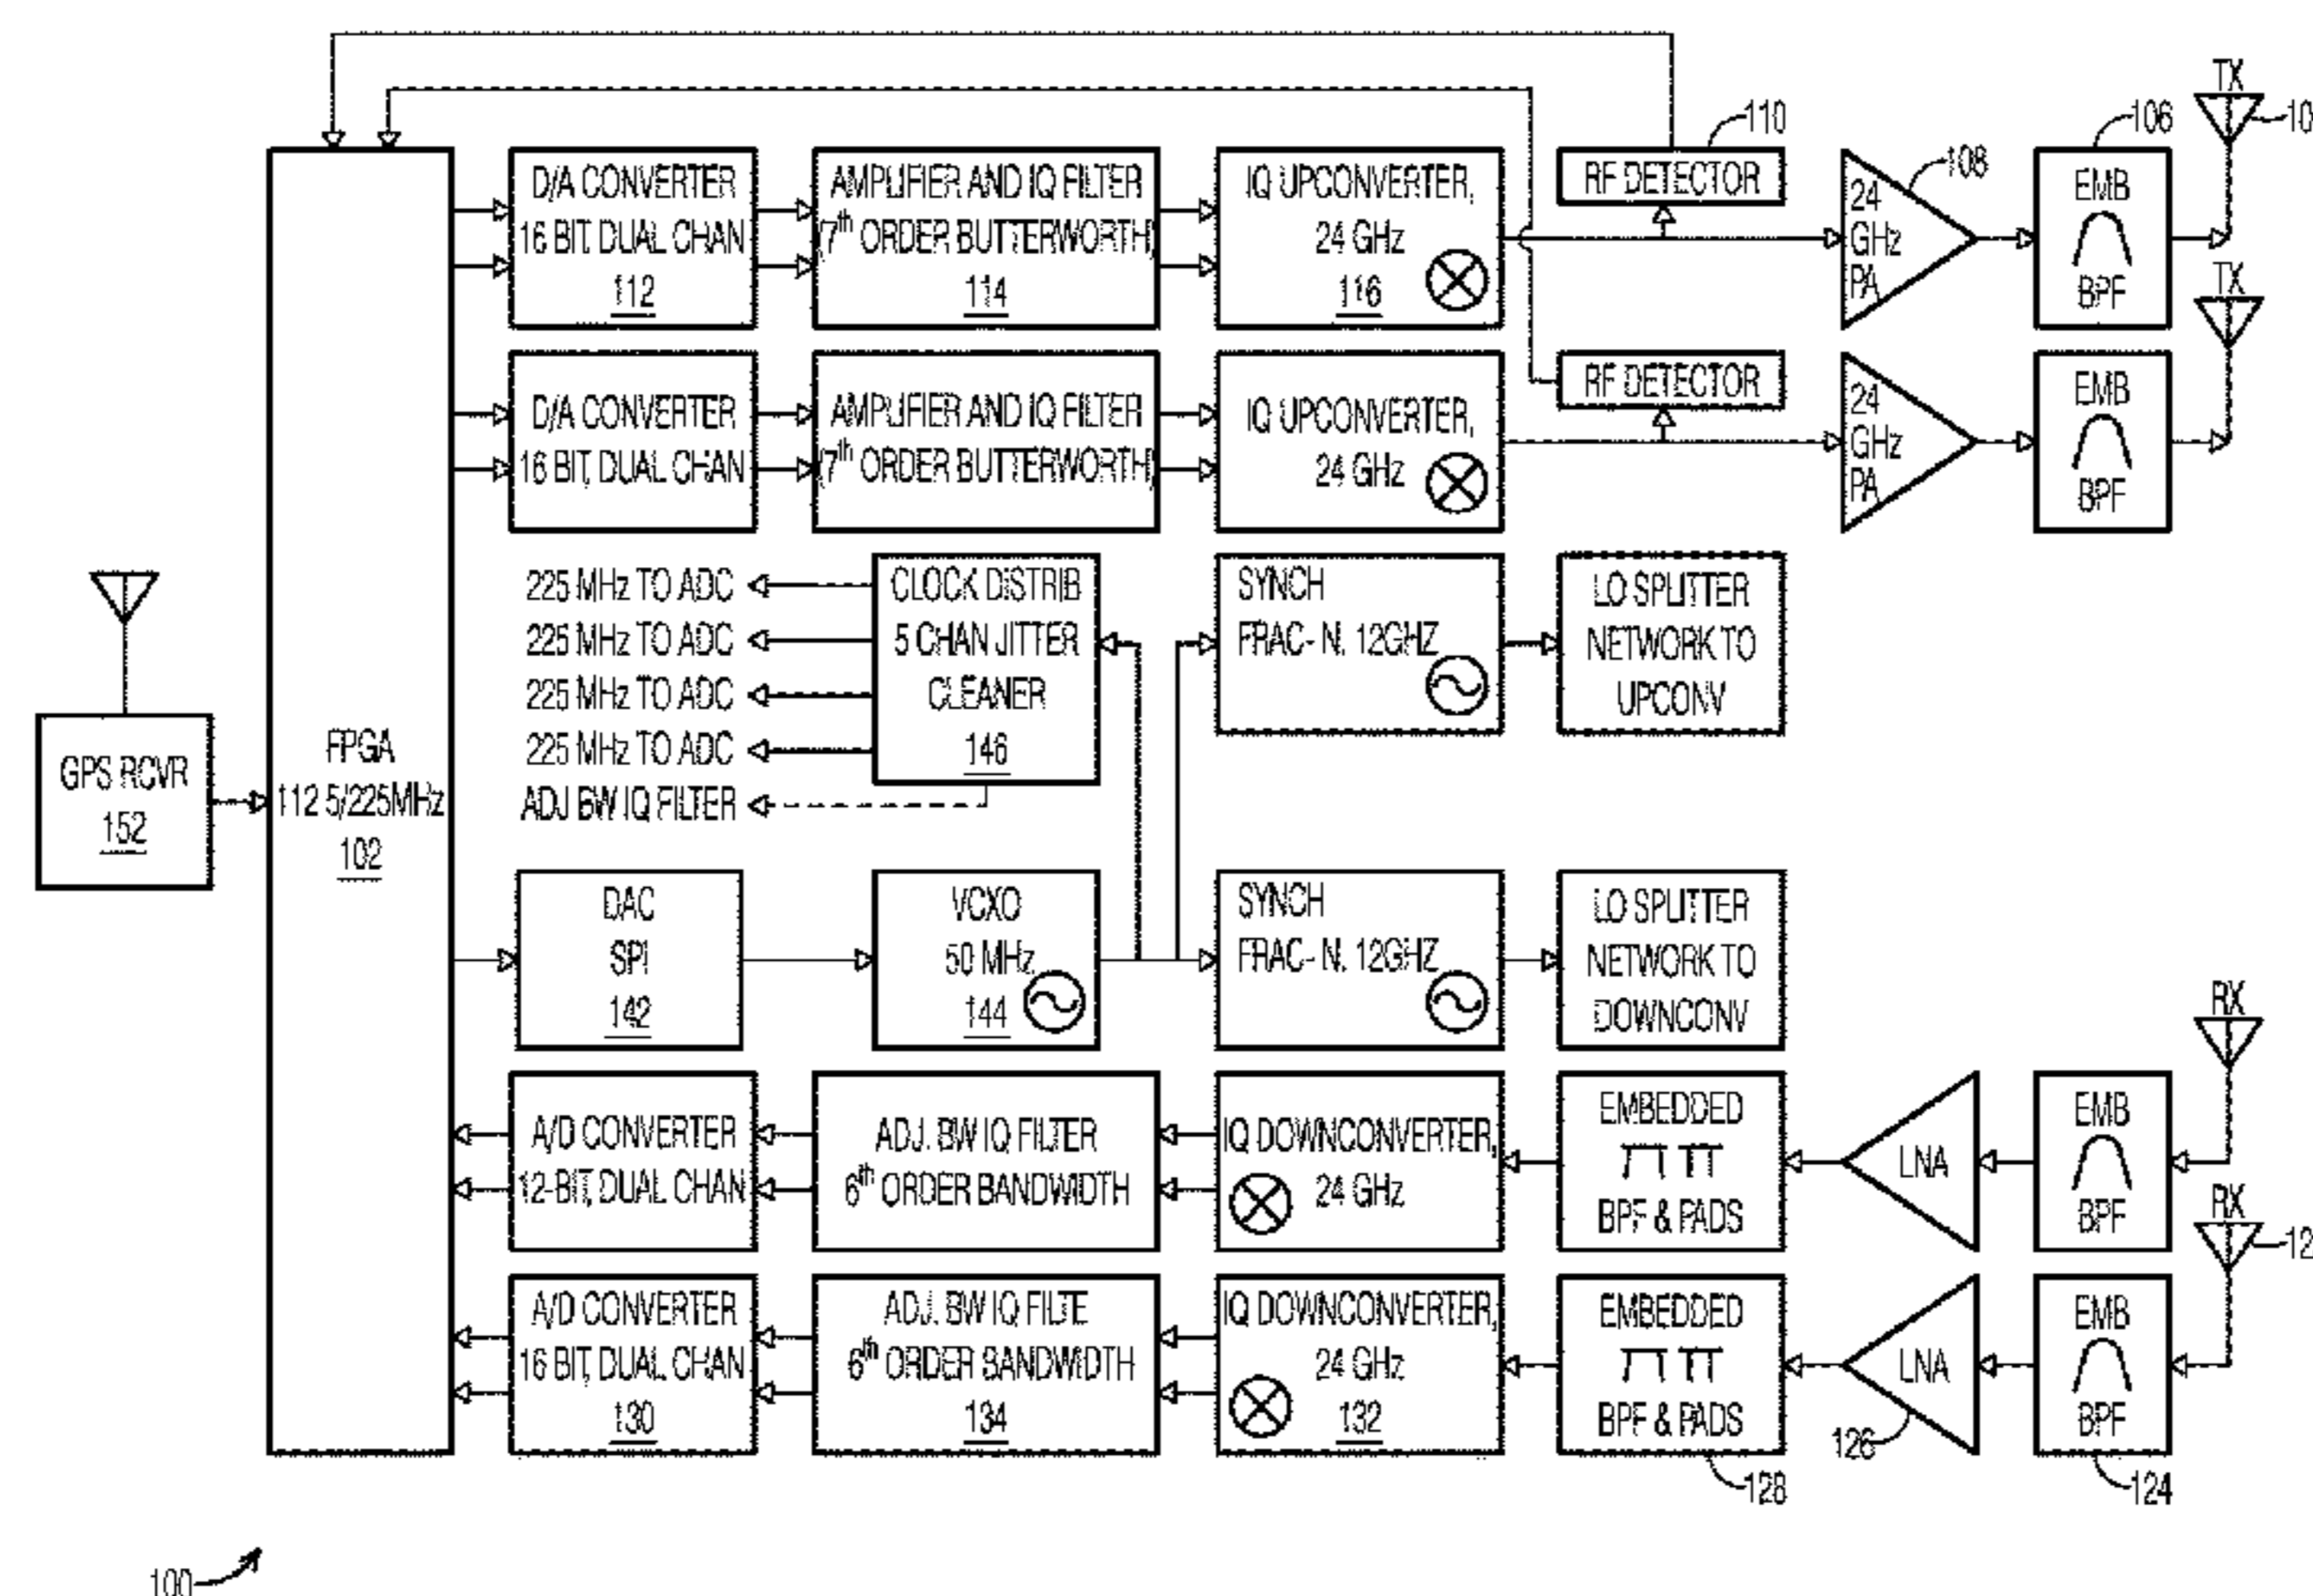 TX
10
110
106
108
D/A CONVERTER
16 BIT, DUAL CHAN
112
AMPLIFIER AND IQ FILTER
(7th ORDER BUTTERWORTH)
114
IQ UPCONVERTER,
24 GHz
116
RF DETECTOR
24
GHz
PA
EMB
BPF
TX
D/A CONVERTER
16 BIT, DUAL CHAN
AMPLIFIER AND IQ FILTER
(7th ORDER BUTTERWORTH)
IQ UPCONVERTER,
24 GHz
RF DETECTOR
24
GHz
PA
EMB
BPF
GPS RCVR
152
FPGA
112.5/225MHz
102
225 MHz TO ADC
225 MHz TO ADC
225 MHz TO ADC
225 MHz TO ADC
ADJ BW IQ FILTER
CLOCK DISTRIB
5 CHAN JITTER
CLEANER
146
SYNCH
FRAC- N. 12GHZ
LO SPLITTER
NETWORK TO
UPCONV
DAC
SPI
142
VCXO
50 MHz
144
SYNCH
FRAC- N. 12GHZ
LO SPLITTER
NETWORK TO
DOWNCONV
RX
A/D CONVERTER
12-BIT, DUAL CHAN
ADJ. BW IQ FILTER
6th ORDER BANDWIDTH
IQ DOWNCONVERTER,
24 GHz
EMBEDDED
BPF & PADS
LNA
EMB
BPF
RX
12
A/D CONVERTER
16 BIT, DUAL CHAN
130
ADJ. BW IQ FILTE
6th ORDER BANDWIDTH
134
IQ DOWNCONVERTER,
24 GHz
132
EMBEDDED
BPF & PADS
128
LNA
126
EMB
BPF
124
100